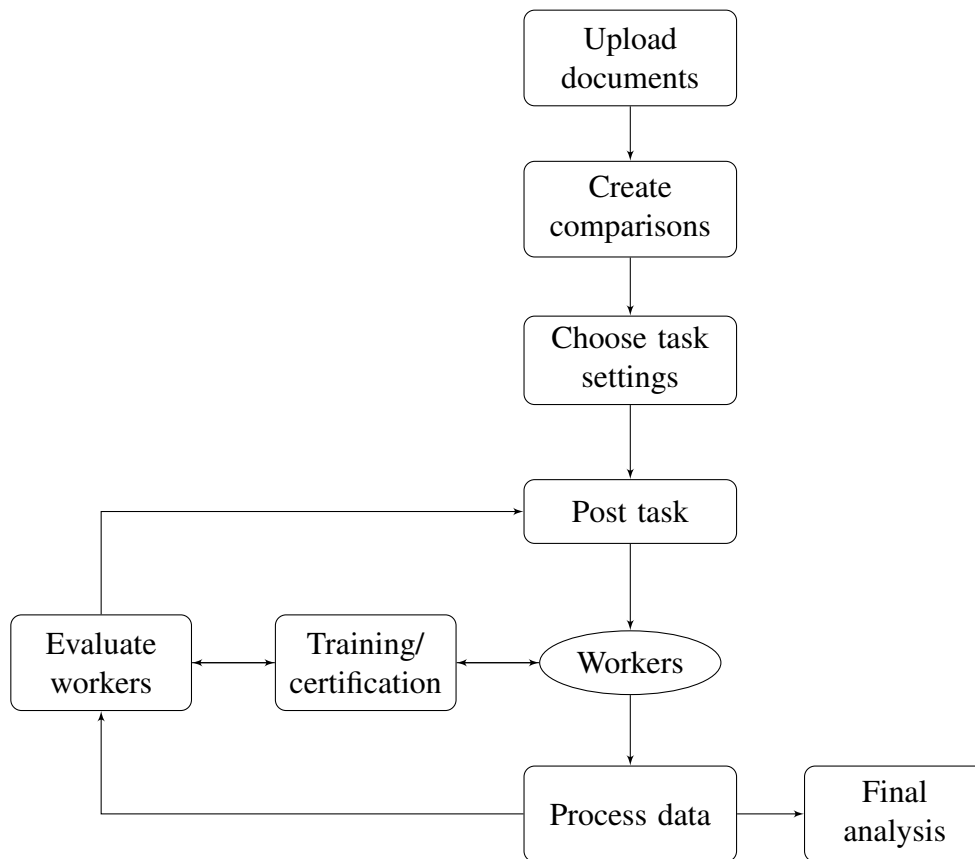 Upload
documents
Create
comparisons
Choose task
settings
Post task
Evaluate
workers
Training/
certification
Workers
Process data
Final
analysis